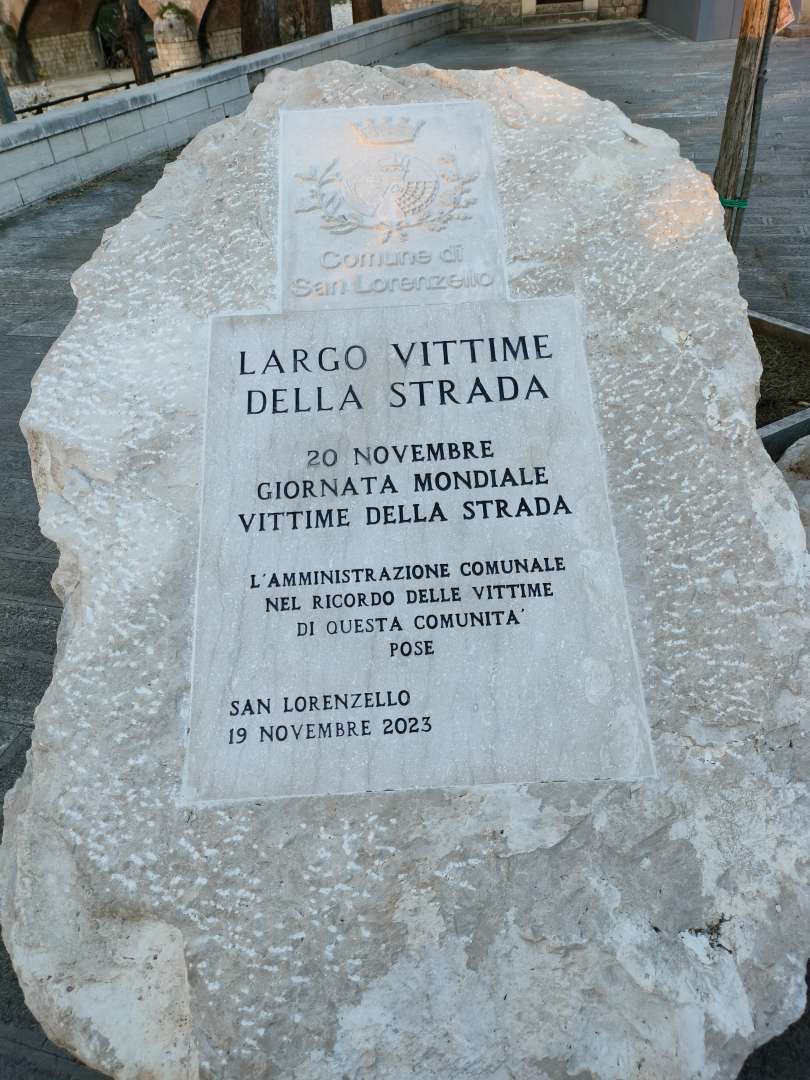 Comune di
San Lorenzello
LARGO VITTIME
DELLA STRADA
20 NOVEMBRE
GIORNATA MONDIALE
VITTIME DELLA STRADA
L'AMMINISTRAZIONE COMUNALE
NEL RICORDO DELLE VITTIME
DI QUESTA COMUNITA'
POSE
SAN LORENZELLO
19 NOVEMBRE 2023